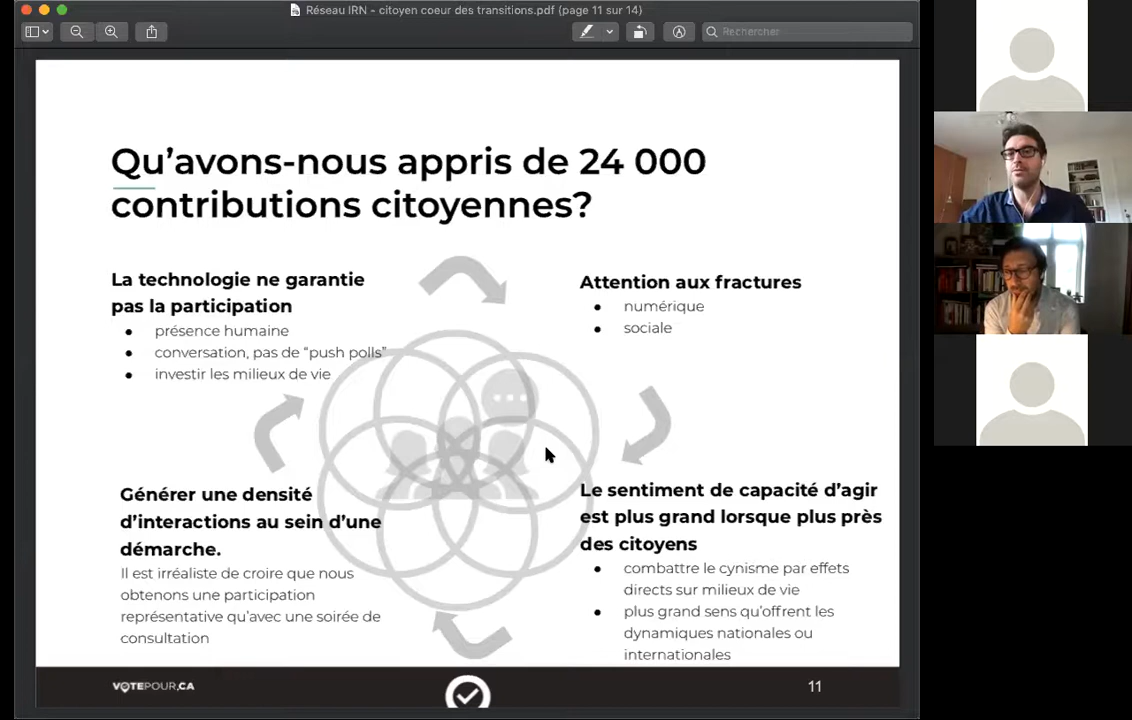 Réseau IRN - citoyen coeur des transitions.pdf (page 11 sur 14)
Rechercher
Qu'avons-nous appris de 24 000
contributions citoyennes?
La technologie ne garantie
pas la participation
● présence humaine
● conversation, pas de “push polls”
● investir les milieux de vie
Attention aux fractures
● numérique
● sociale
Générer une densité
d'interactions au sein d'une
démarche.
Il est irréaliste de croire que nous
obtenons une participation
représentative qu'avec une soirée de
consultation
Le sentiment de capacité d'agir
est plus grand lorsque plus près
des citoyens
● combattre le cynisme par effets
directs sur milieux de vie
● plus grand sens qu'offrent les
dynamiques nationales ou
internationales
VOTEPOUR.CA
11